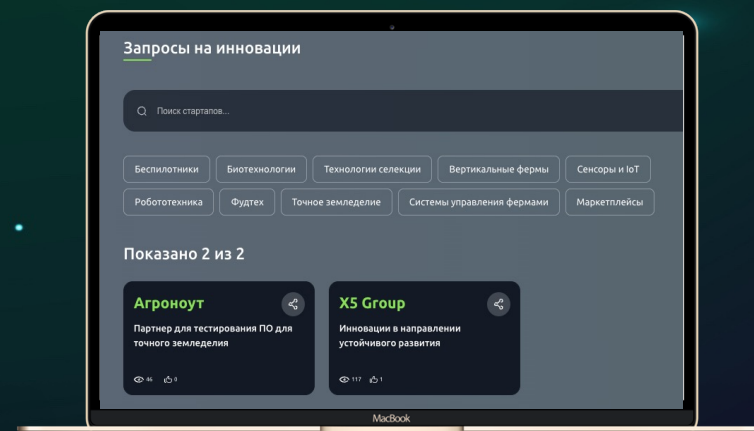 Запросы на инновации
Поиск стартапов...
Беспилотники Биотехнологии Технологии селекции Вертикальные фермы Сенсоры и IoT
Робототехника Фудтех Точное земледелие Системы управления фермами Маркетплейсы
Показано 2 из 2
Агроноут
Партнер для тестирования ПО для
точного земледелия
46 0
X5 Group
Инновации в направлении
устойчивого развития
117 1
MacBook